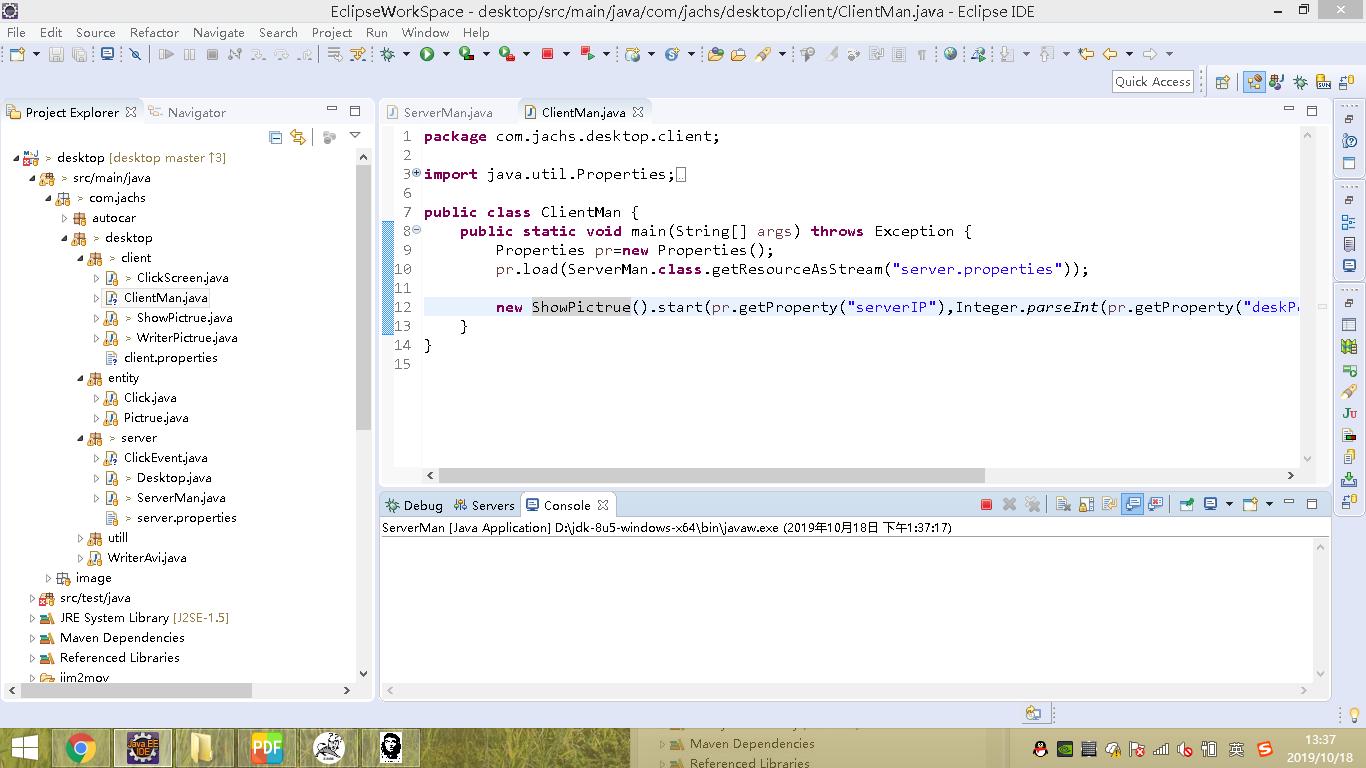 EclipseWorkSpace - desktop/src/main/java/com/jachs/desktop/client/ClientMan.java - Eclipse IDE
File Edit Source Refactor Navigate Search Project Run Window Help
Quick Access
Project Explorer Navigator
> desktop [desktop master ↑3]
> src/main/java
> com.jachs
autocar
> desktop
> client
> ClickScreen.java
ClientMan.java
> ShowPictrue.java
> WriterPictrue.java
client.properties
entity
Click.java
Pictrue.java
> server
ClickEvent.java
> Desktop.java
> ServerMan.java
> server.properties
utill
WriterAvi.java
image
src/test/java
JRE System Library [J2SE-1.5]
Maven Dependencies
Referenced Libraries
jim2mov
ServerMan.java ClientMan.java
1 package com.jachs.desktop.client;
2
3 import java.util.Properties;
6
7 public class ClientMan {
8 public static void main(String[] args) throws Exception {
9 Properties pr=new Properties();
10 pr.load(ServerMan.class.getResourceAsStream("server.properties"));
11
12 new ShowPictrue().start(pr.getProperty("serverIP"),Integer.parseInt(pr.getProperty("deskP
13 }
14 }
15
Debug Servers Console
ServerMan [Java Application] D:\jdk-8u5-windows-x64\bin\javaw.exe (2019年10月18日 下午1:37:17)
Java EE
IDE
PDF
Maven Dependencies
Referenced Libraries
英
13:37
2019/10/18